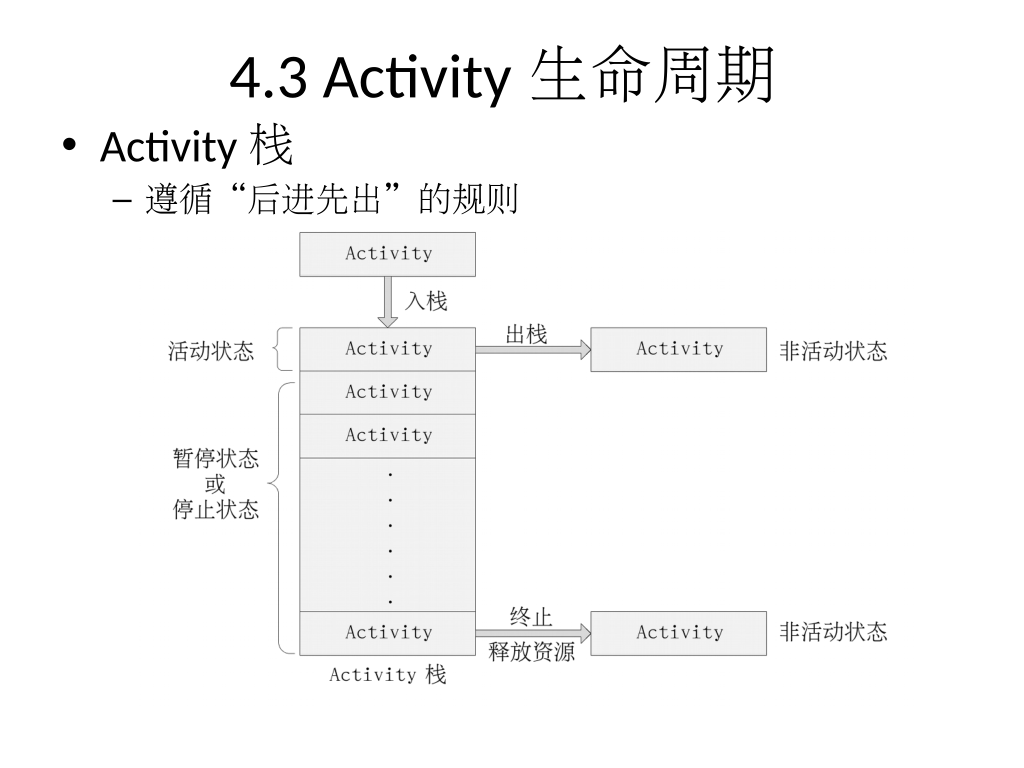 4.3 Activity 生命周期
• Activity 栈
– 遵循“后进先出”的规则
Activity
入栈
活动状态
Activity
出栈
Activity
非活动状态
Activity
Activity
暂停状态
或
停止状态
Activity
终止
释放资源
Activity
非活动状态
Activity 栈